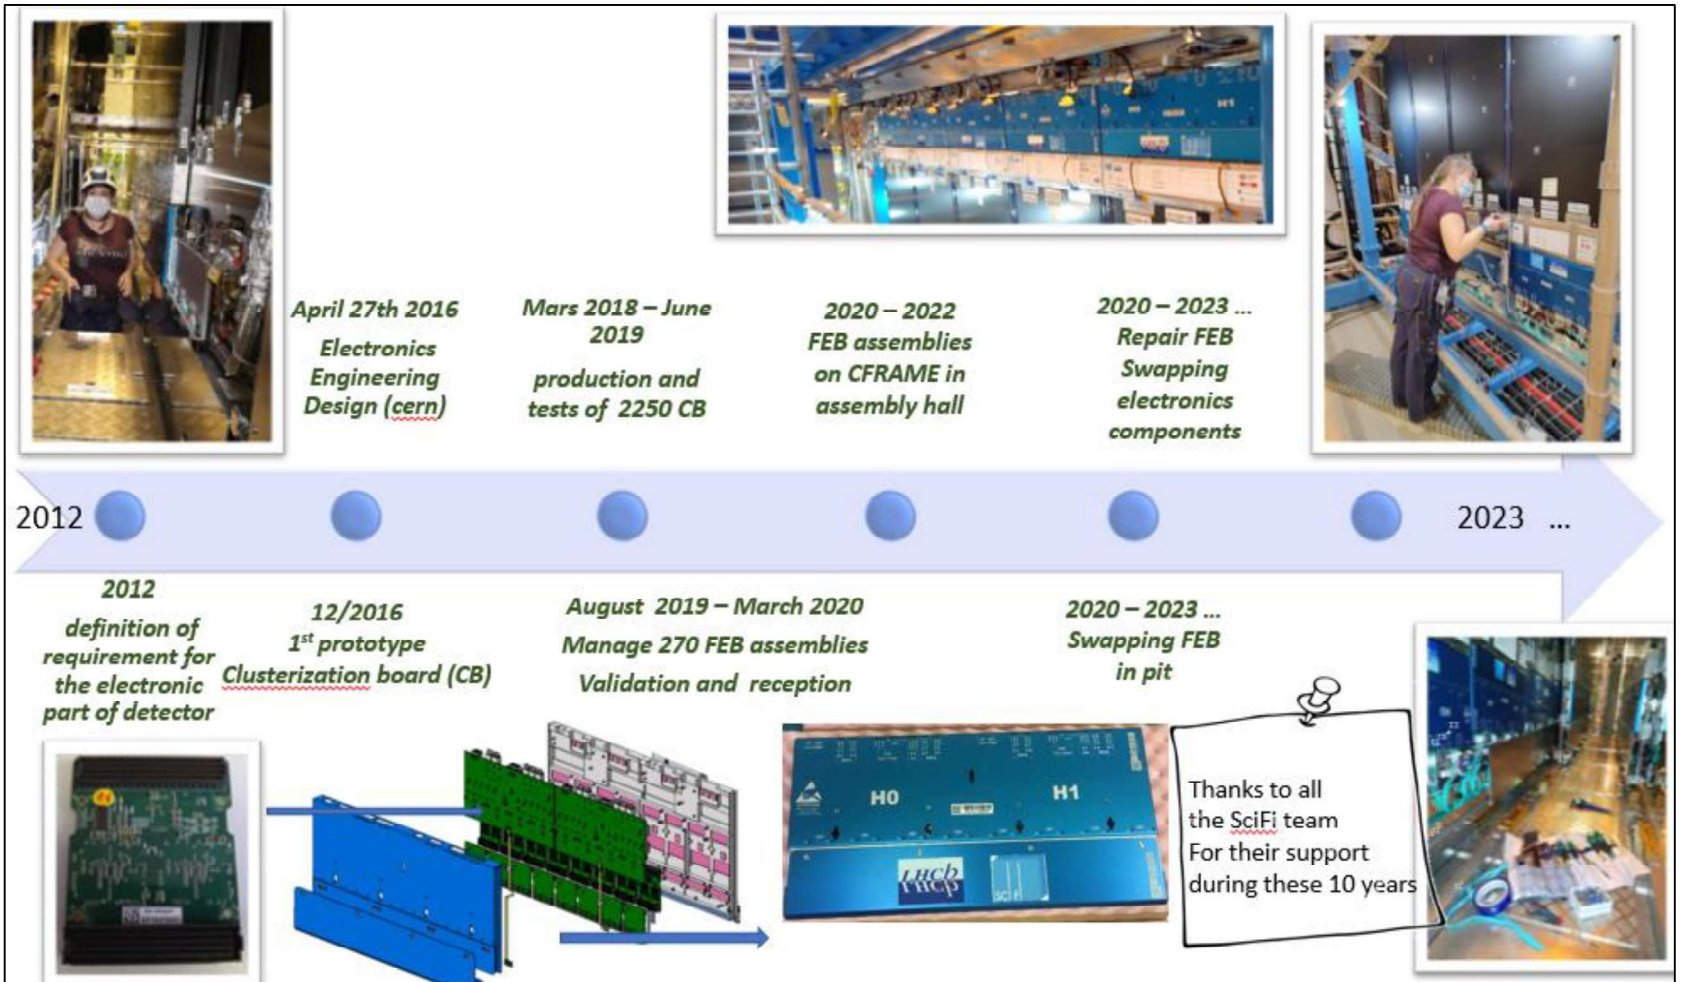 April 27th 2016
Electronics
Engineering
Design (cern)
Mars 2018 – June
2019
production and
tests of 2250 CB
2020 – 2022
FEB assemblies
on CFRAME in
assembly hall
2020 – 2023 ...
Repair FEB
Swapping
electronics
components
H1
2012
2023 ...
2012
definition of
requirement for
the electronic
part of detector
12/2016
1st prototype
Clusterization board (CB)
August 2019 – March 2020
Manage 270 FEB assemblies
Validation and reception
2020 – 2023 ...
Swapping FEB
in pit
H0
H1
LHCb
SCIFI
Thanks to all
the SciFi team
For their support
during these 10 years